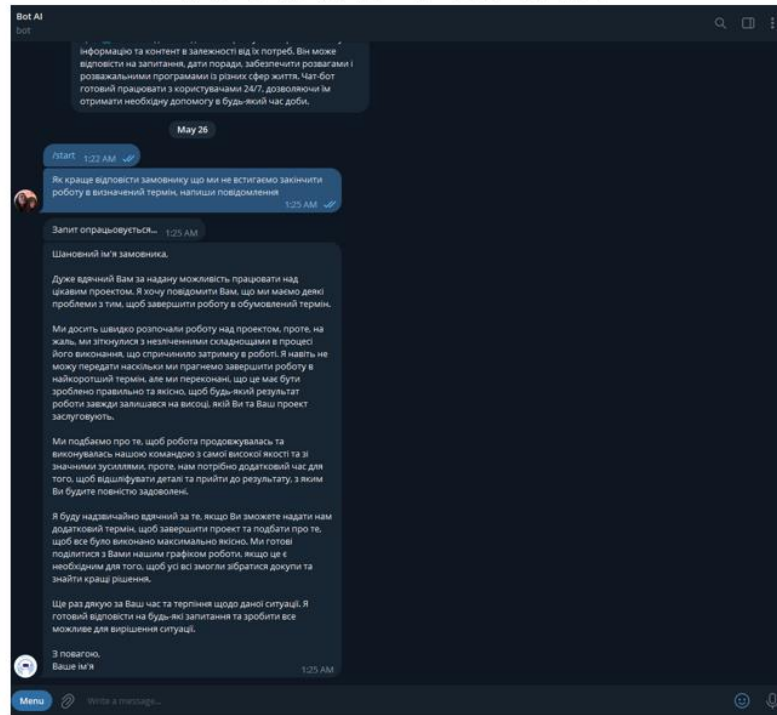 Bot AI
bot
інформацію та контент в залежності від їх потреб. Він може
відповісти на запитання, дати поради, забезпечити розвагами і
розважальними програмами із різних сфер життя. Чат-бот
готовий працювати з користувачами 24/7, дозволяючи їм
отримати необхідну допомогу в будь-який час доби.
May 26
/start 1:22 AM
Як краще відповісти замовнику що ми не встигаємо закінчити
роботу в визначений термін, напиши повідомлення
1:25 AM
Запит опрацьовується... 1:25 AM
Шановний ім'я замовника,
Дуже вдячний Вам за надану можливість працювати над
цікавим проектом. Я хочу повідомити Вам, що ми маємо деякі
проблеми з тим, щоб завершити роботу в обумовлений термін.
Ми досить швидко розпочали роботу над проектом, проте, на
жаль, ми зіткнулися з незліченними складнощами в процесі
його виконання, що спричинило затримку в роботі. Я навіть не
можу передати наскільки ми прагнемо завершити роботу в
найкоротший термін, але ми переконані, що це має бути
зроблено правильно та якісно, щоб будь-який результат
роботи завжди залишався на висоці, якій Ви та Ваш проект
заслуговують.
Ми подбаємо про те, щоб робота продовжувалась та
виконувалась нашою командою з самої високої якості та зі
значними зусиллями, проте, нам потрібно додатковий час для
того, щоб відшліфувати деталі та прийти до результату, з яким
Ви будите повністю задоволені.
Я буду надзвичайно вдячний за те, якщо Ви зможете надати нам
додатковий термін, щоб завершити проект та подбати про те,
щоб все було виконано максимально якісно. Ми готові
поділитися з Вами нашим графіком роботи, якщо це є
необхідним для того, щоб усі всі змогли зібратися докупи та
знайти кращі рішення.
Ще раз дякую за Ваш час та терпіння щодо даної ситуації. Я
готовий відповісти на будь-які запитання та зробити все
можливе для вирішення ситуації.
З повагою,
Ваше ім'я
1:25 AM
Menu
Write a message...